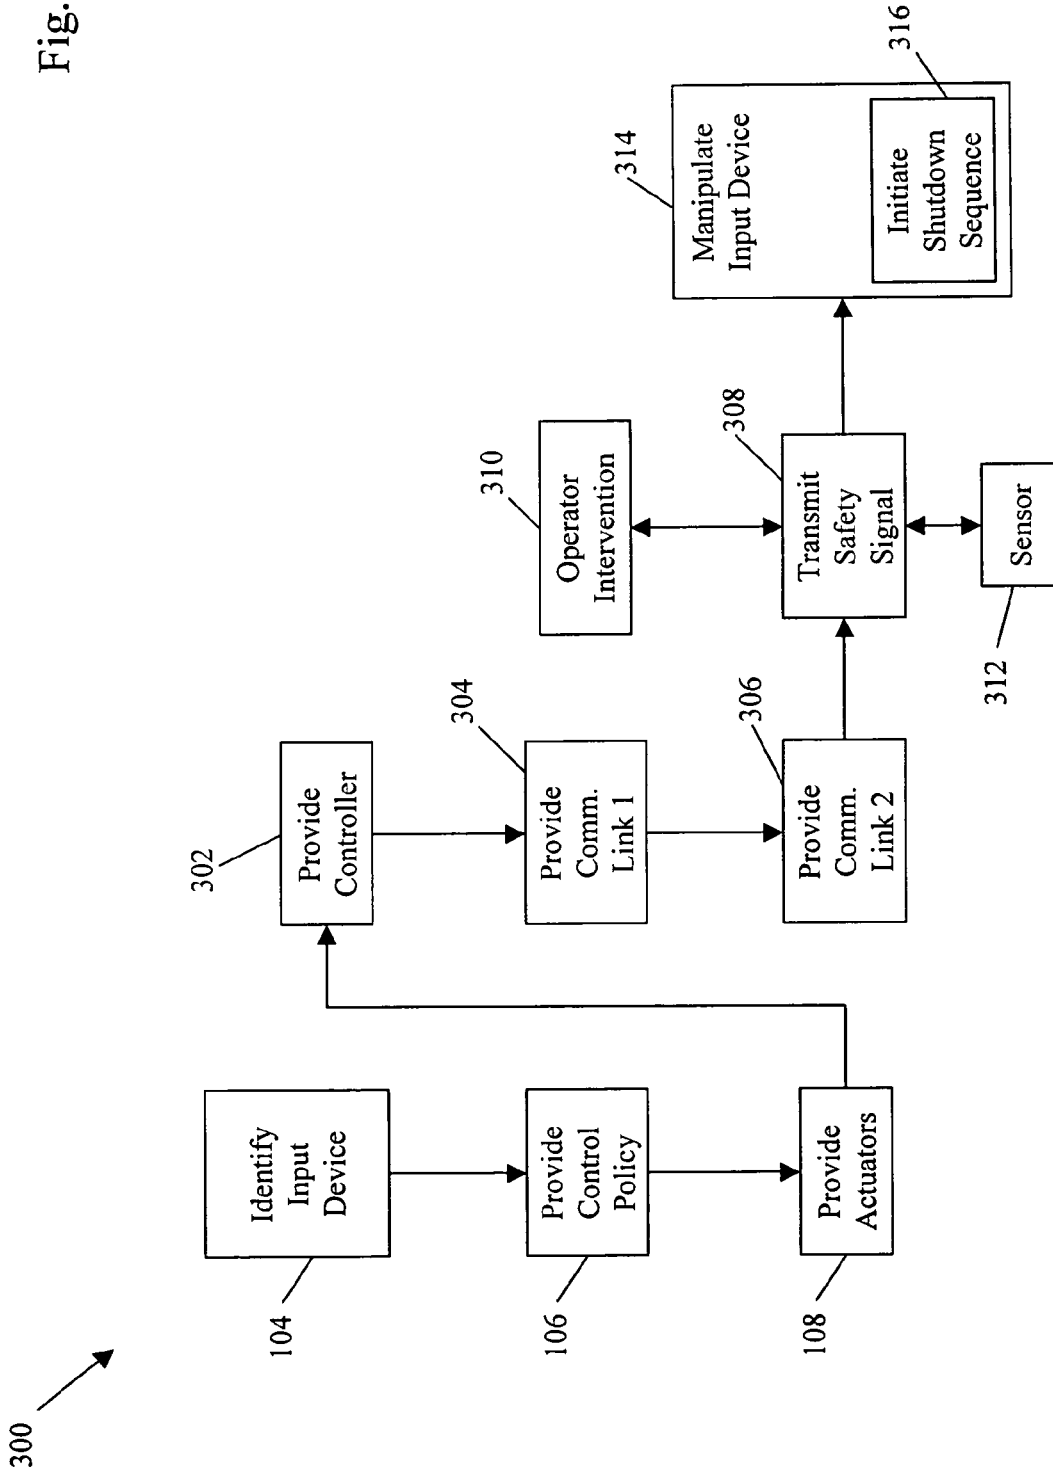 Fig.
300
104
Identify
Input
Device
106
Provide
Control
Policy
108
Provide
Actuators
302
Provide
Controller
304
Provide
Comm.
Link 1
306
Provide
Comm.
Link 2
310
Operator
Intervention
308
Transmit
Safety
Signal
312
Sensor
314
Manipulate
Input Device
316
Initiate
Shutdown
Sequence